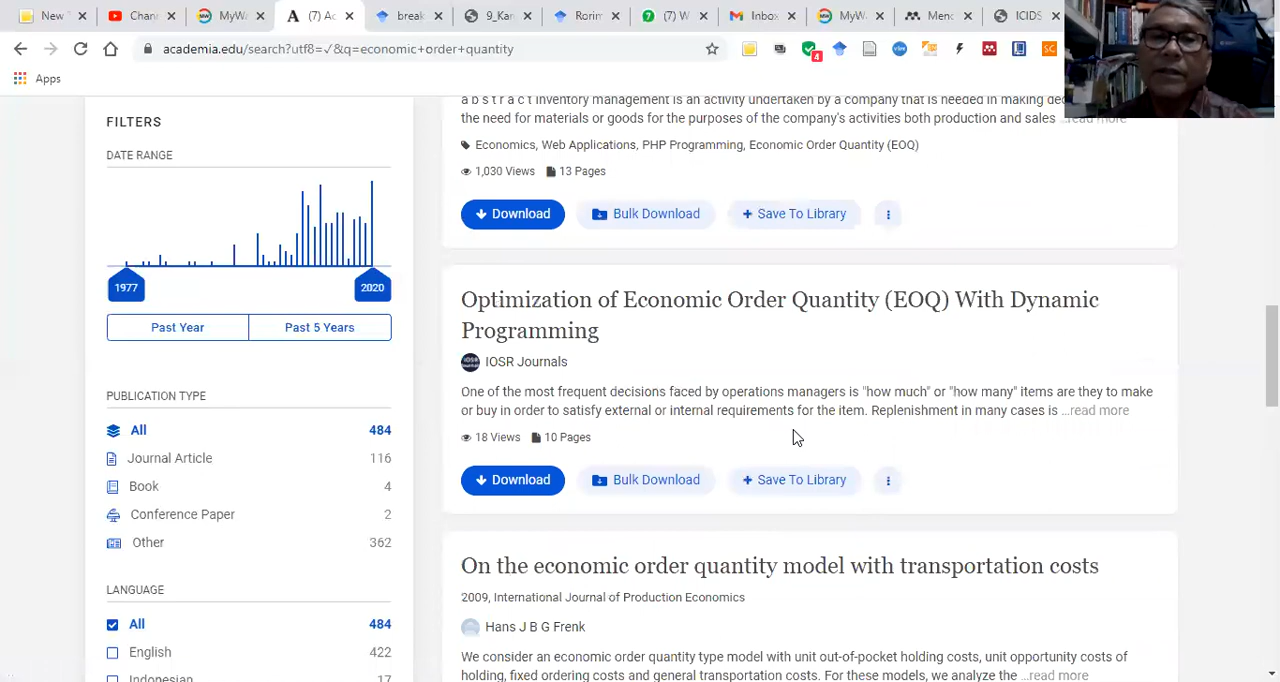 New
Chan
MyWa
(7) Ac
break
9_Kar
Rorim
(7) W
Inbox
MyW
Menc
ICIDS
academia.edu/search?utf8=✓&q=economic+order+quantity
4
SC
Apps
FILTERS
DATE RANGE
1977
2020
Past Year
Past 5 Years
PUBLICATION TYPE
All 484
Journal Article 116
Book 4
Conference Paper 2
Other 362
LANGUAGE
All 484
English 422
Indonesian 17
a b s t r a c t Inventory management is an activity undertaken by a company that is needed in making
the need for materials or goods for the purposes of the company's activities both production and sales ...read more
Economics, Web Applications, PHP Programming, Economic Order Quantity (EOQ)
1,030 Views 13 Pages
Download Bulk Download + Save To Library
Optimization of Economic Order Quantity (EOQ) With Dynamic
Programming
IOSR Journals
One of the most frequent decisions faced by operations managers is "how much" or "how many" items are they to make
or buy in order to satisfy external or internal requirements for the item. Replenishment in many cases is ...read more
18 Views 10 Pages
Download Bulk Download + Save To Library
On the economic order quantity model with transportation costs
2009, International Journal of Production Economics
Hans J B G Frenk
We consider an economic order quantity type model with unit out-of-pocket holding costs, unit opportunity costs of
holding, fixed ordering costs and general transportation costs. For these models, we analyze the ...read more